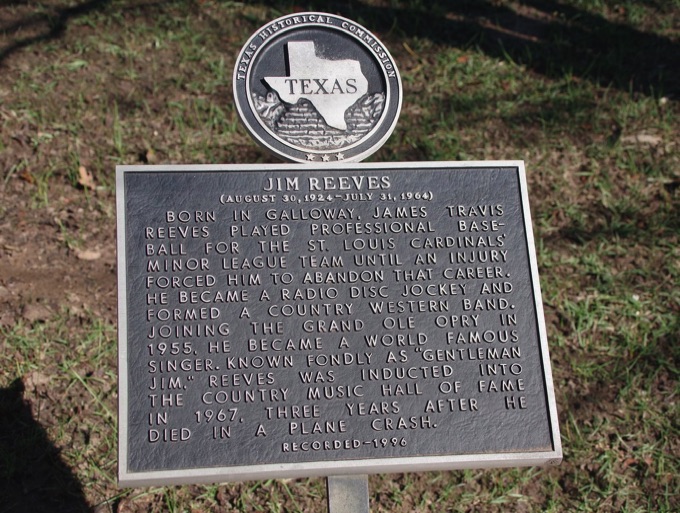 TEXAS HISTORICAL COMMISSION
TEXAS
JIM REEVES
(AUGUST 30, 1924 – JULY 31, 1964)
BORN IN GALLOWAY, JAMES TRAVIS
REEVES PLAYED PROFESSIONAL BASE-
BALL FOR THE ST. LOUIS CARDINALS'
MINOR LEAGUE TEAM UNTIL AN INJURY
FORCED HIM TO ABANDON THAT CAREER.
HE BECAME A RADIO DISC JOCKEY AND
FORMED A COUNTRY WESTERN BAND.
JOINING THE GRAND OLE OPRY IN
1955, HE BECAME A WORLD FAMOUS
SINGER. KNOWN FONDLY AS "GENTLEMAN
JIM," REEVES WAS INDUCTED INTO
THE COUNTRY MUSIC HALL OF FAME
IN 1967, THREE YEARS AFTER HE
DIED IN A PLANE CRASH.
RECORDED – 1996